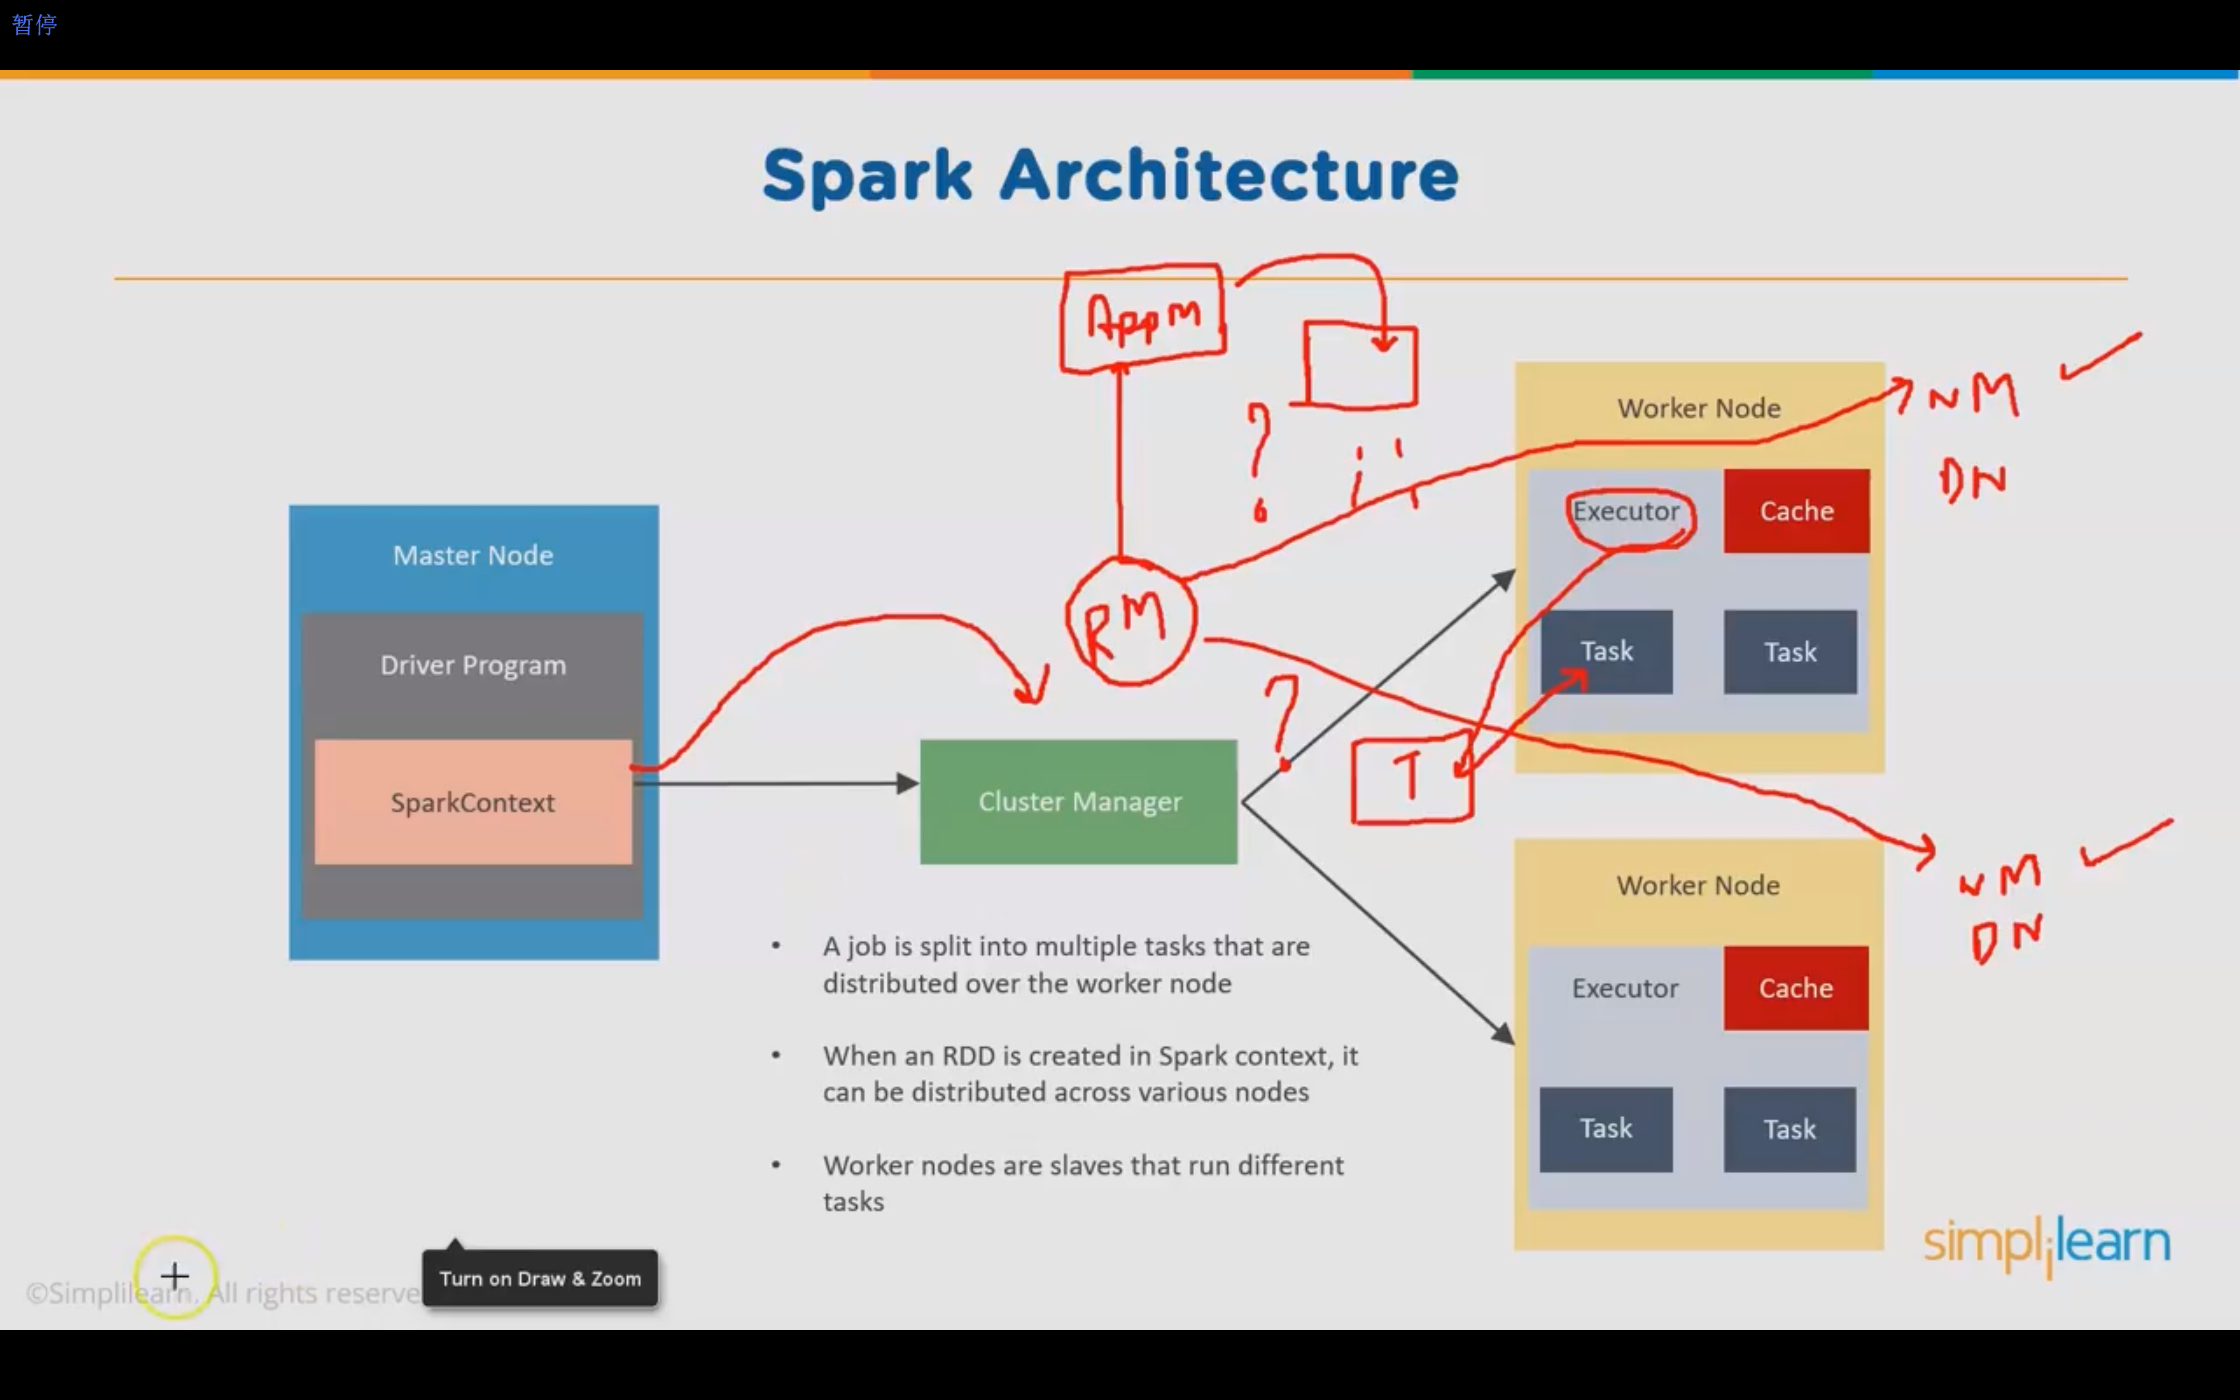 暂停
Spark Architecture
AppM
NM
DN
Worker Node
Executor
Cache
Task
Task
RM
T
Master Node
Driver Program
SparkContext
Cluster Manager
NM
DN
Worker Node
Executor
Cache
Task
Task
• A job is split into multiple tasks that are
distributed over the worker node
• When an RDD is created in Spark context, it
can be distributed across various nodes
• Worker nodes are slaves that run different
tasks
?
?
simplilearn
Turn on Draw & Zoom
©Simplilearn. All rights reserve